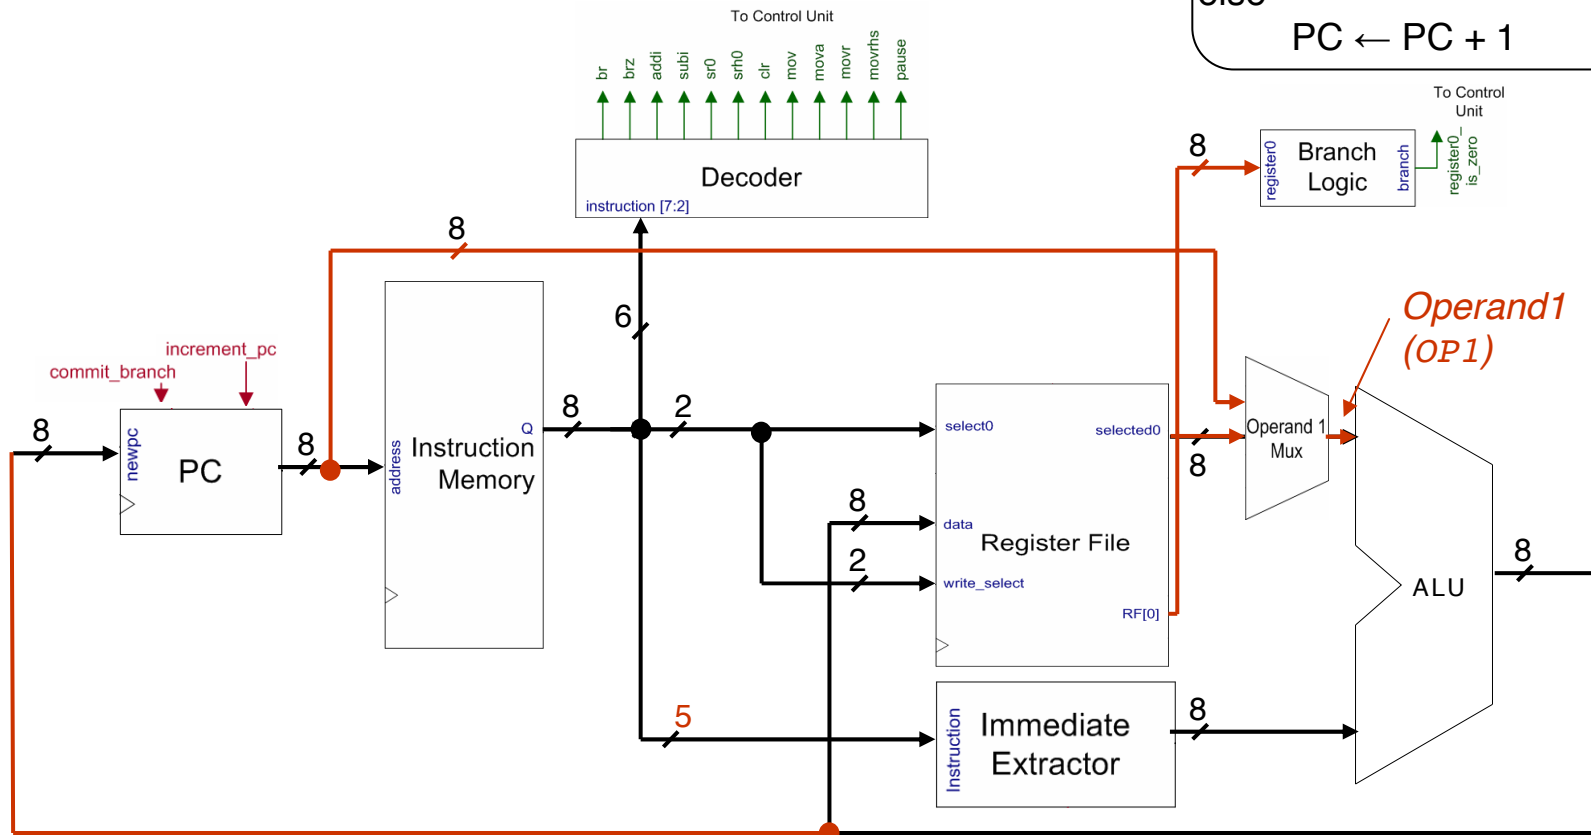 To Control Unit
else
PC ← PC + 1
br
brz
addi
subi
sr0
srh0
clr
mov
mova
movr
movrhs
pause
To Control
Unit
8
register0
Branch
Logic
branch
register0_
is_zero
Decoder
instruction [7:2]
8
6
Operand1
(OP1)
increment_pc
commit_branch
8
newpc
PC
8
address
Instruction
Memory
Q
8
2
select0
selected0
8
Operand 1
Mux
8
data
Register File
2
write_select
RF[0]
ALU
8
5
Instruction
Immediate
Extractor
8